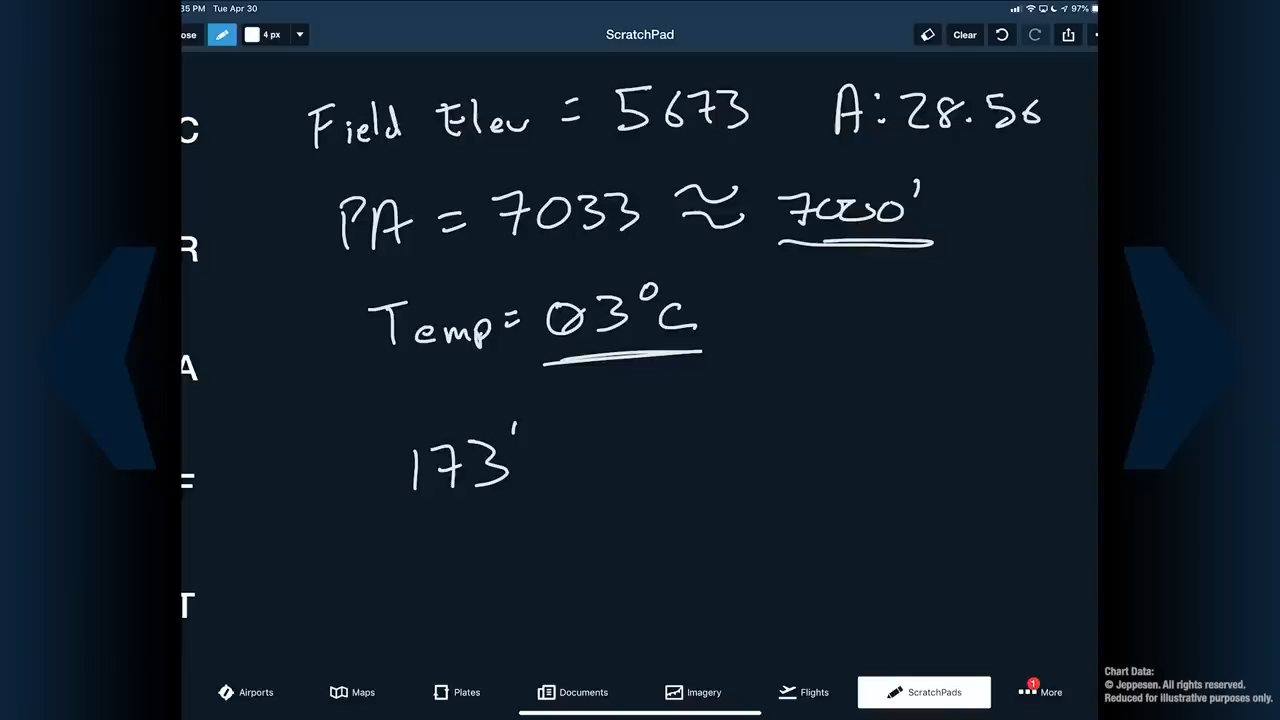 35 PM Tue Apr 30 97%
ose 4 px ScratchPad Clear
C
Field Elev = 5673 A: 28.56
PA = 7033 ≈ 7000'
R
Temp = 03°C
A
173'
F
T
Airports Maps Plates Documents Imagery Flights ScratchPads 1 More
Chart Data:
© Jeppesen. All rights reserved.
Reduced for illustrative purposes only.